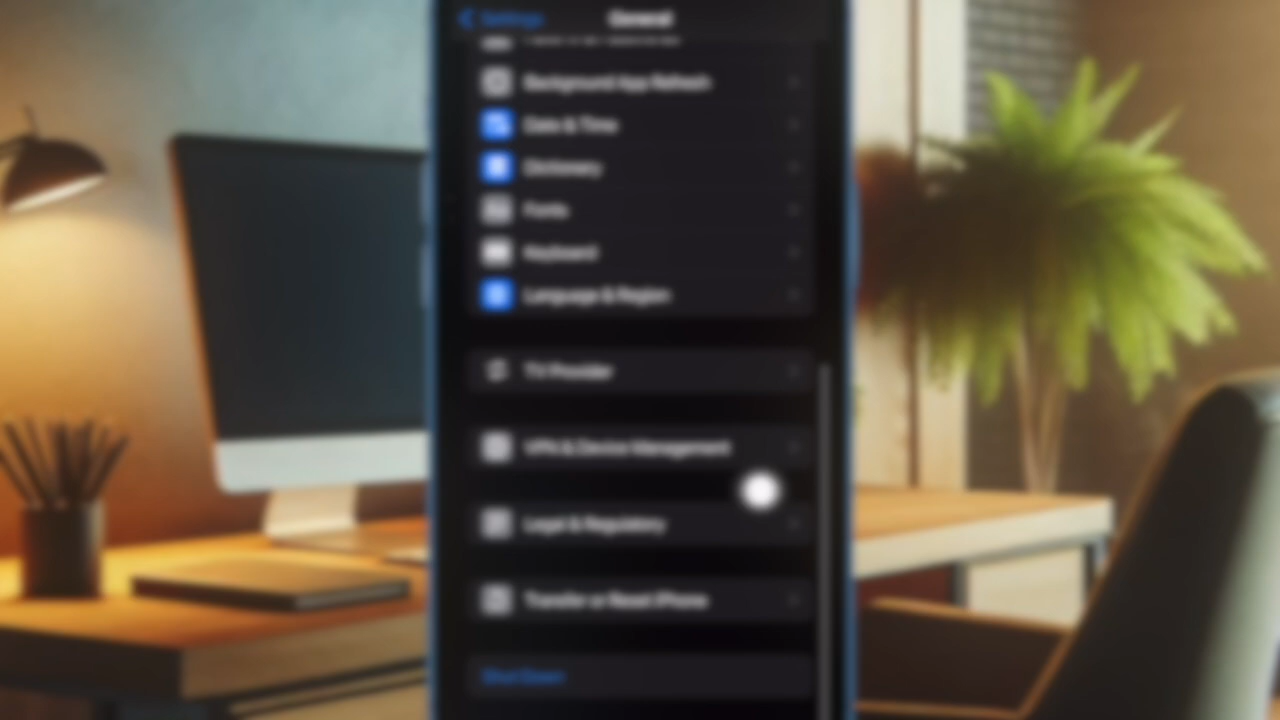 Settings
General
Background App Refresh
Date & Time
Dictionary
Fonts
Keyboard
Language & Region
TV Provider
VPN & Device Management
Legal & Regulatory
Transfer or Reset iPhone
Shut Down